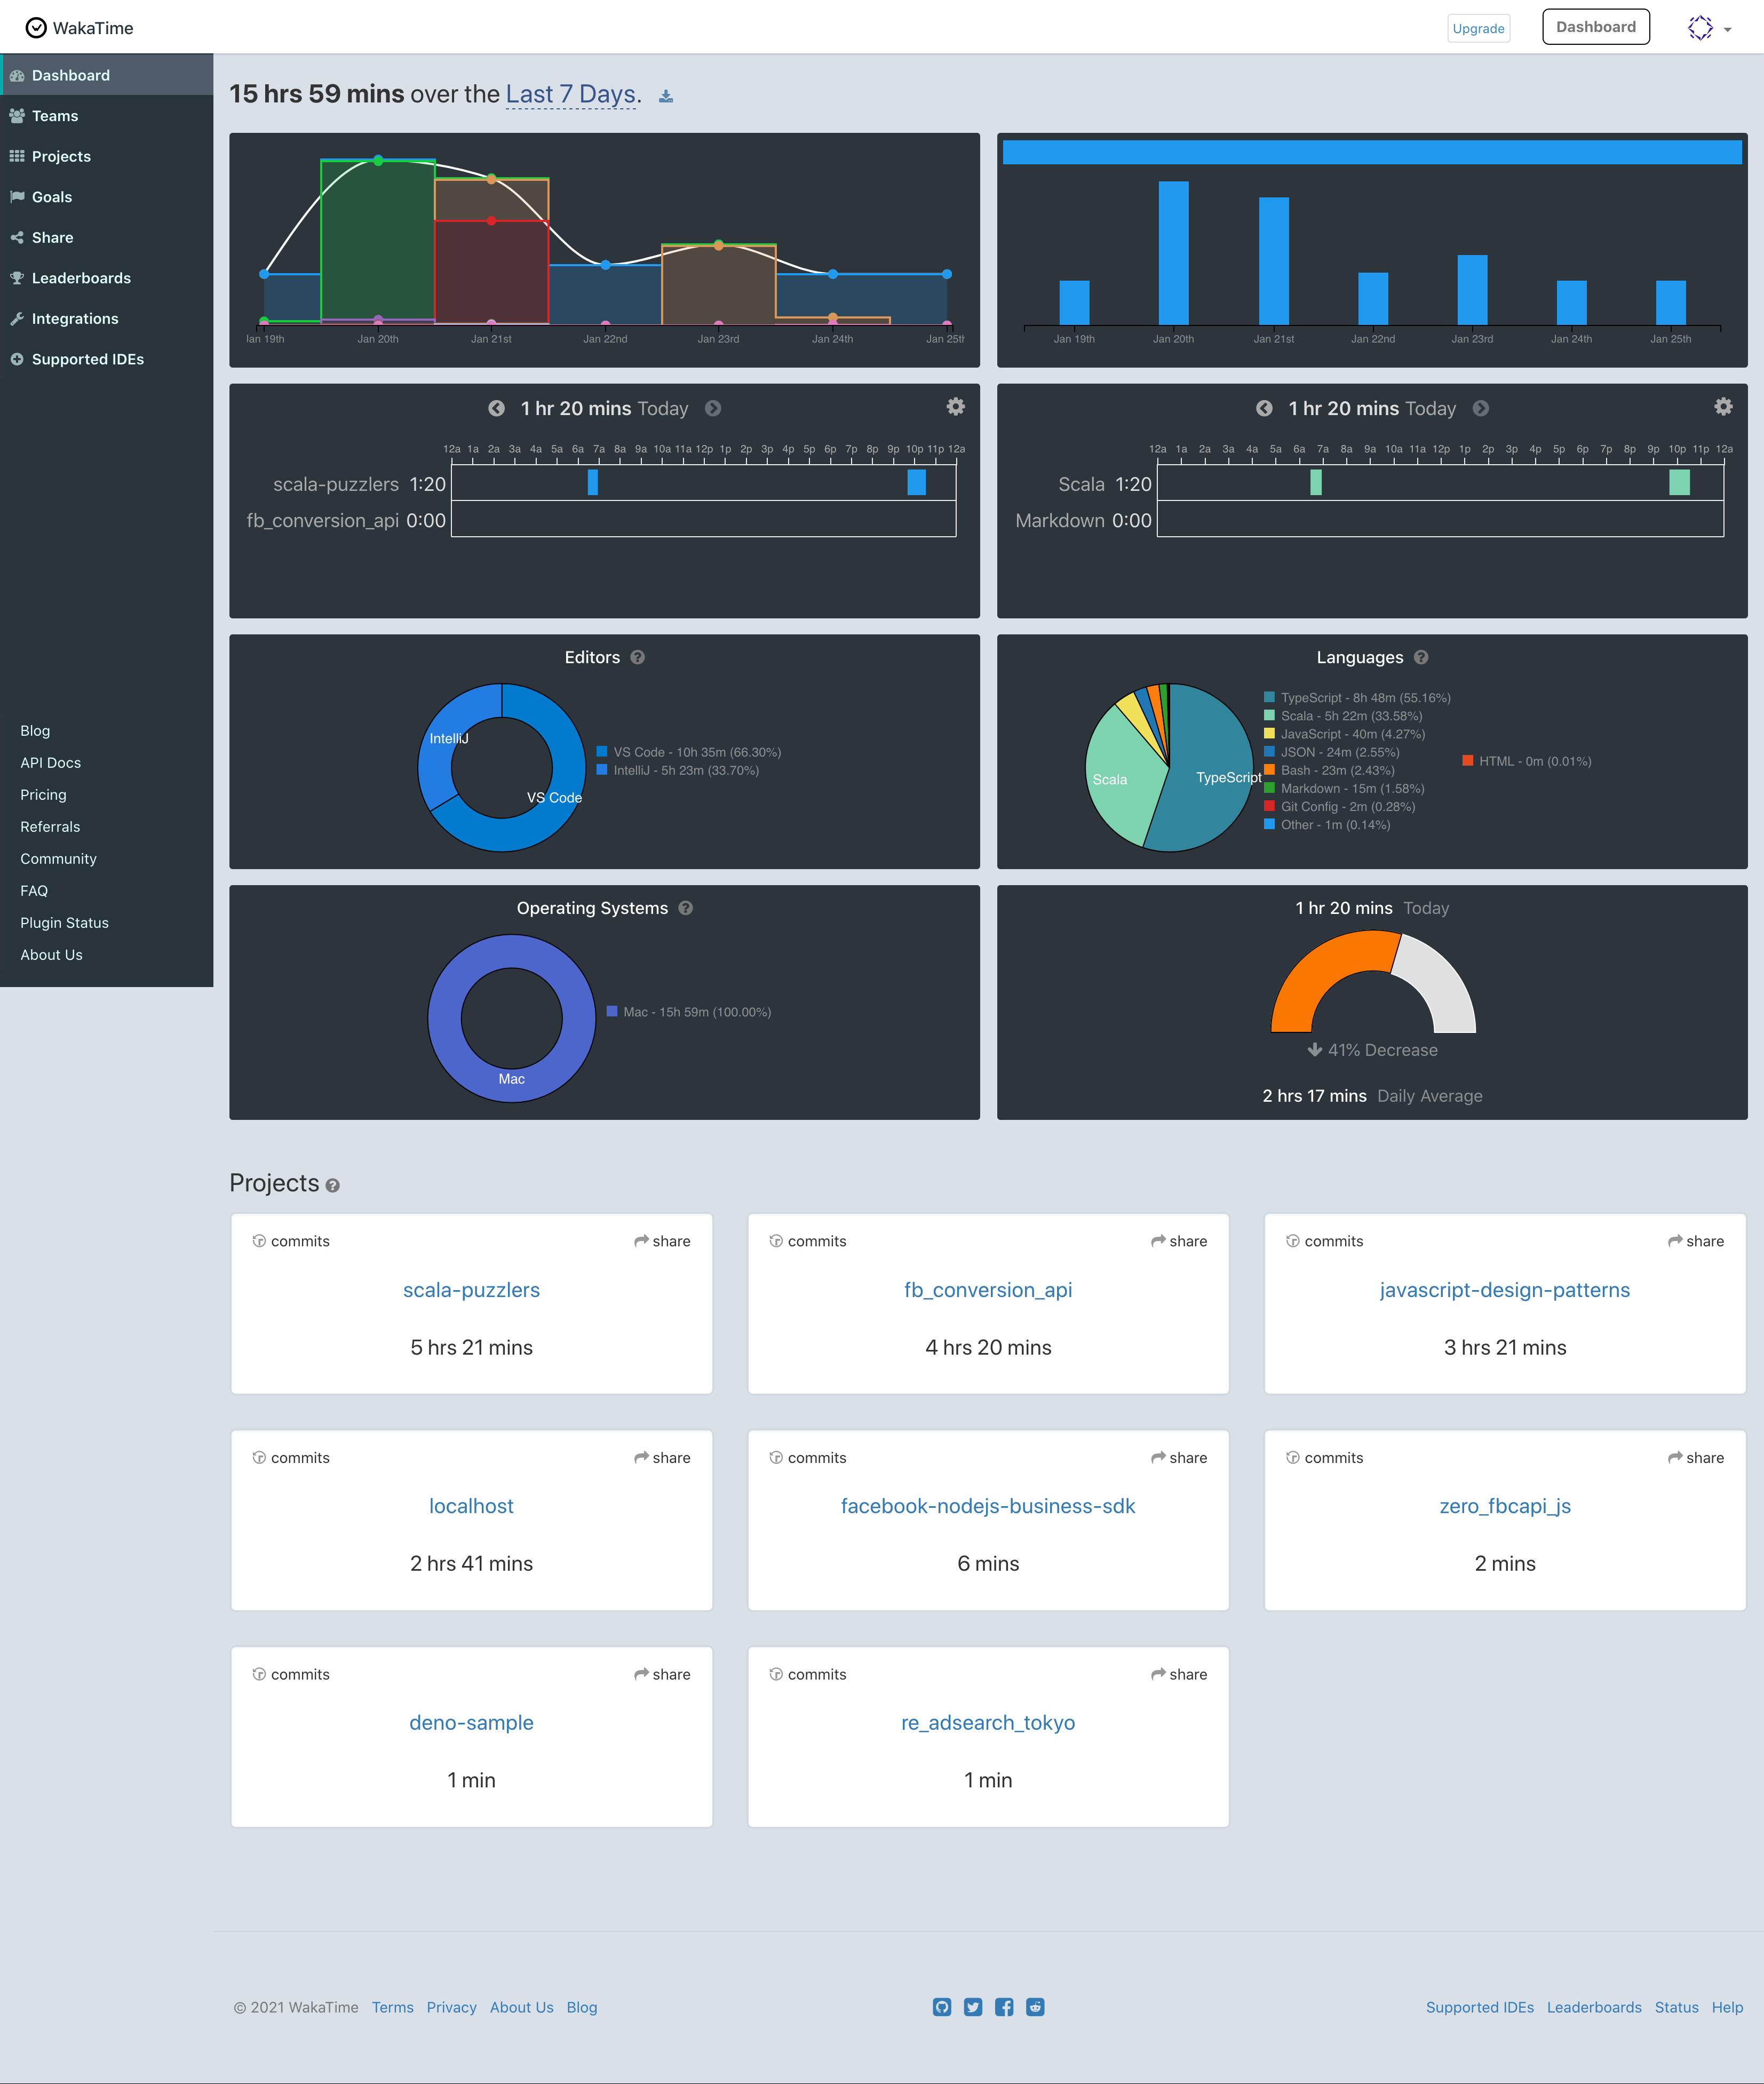 WakaTime
Upgrade
Dashboard
Dashboard
Teams
Projects
Goals
Share
Leaderboards
Integrations
Supported IDEs
Blog
API Docs
Pricing
Referrals
Community
FAQ
Plugin Status
About Us
15 hrs 59 mins over the Last 7 Days.
Jan 19th Jan 20th Jan 21st Jan 22nd Jan 23rd Jan 24th Jan 25th
Jan 19th Jan 20th Jan 21st Jan 22nd Jan 23rd Jan 24th Jan 25th
1 hr 20 mins Today
12a 1a 2a 3a 4a 5a 6a 7a 8a 9a 10a 11a 12p 1p 2p 3p 4p 5p 6p 7p 8p 9p 10p 11p 12a
scala-puzzlers 1:20
fb_conversion_api 0:00
1 hr 20 mins Today
12a 1a 2a 3a 4a 5a 6a 7a 8a 9a 10a 11a 12p 1p 2p 3p 4p 5p 6p 7p 8p 9p 10p 11p 12a
Scala 1:20
Markdown 0:00
Editors
IntelliJ
VS Code
VS Code - 10h 35m (66.30%)
IntelliJ - 5h 23m (33.70%)
Languages
Scala
TypeScript
TypeScript - 8h 48m (55.16%)
Scala - 5h 22m (33.58%)
JavaScript - 40m (4.27%)
JSON - 24m (2.55%)
Bash - 23m (2.43%)
Markdown - 15m (1.58%)
Git Config - 2m (0.28%)
Other - 1m (0.14%)
HTML - 0m (0.01%)
Operating Systems
Mac
Mac - 15h 59m (100.00%)
1 hr 20 mins Today
41% Decrease
2 hrs 17 mins Daily Average
Projects
commits share
scala-puzzlers
5 hrs 21 mins
commits share
fb_conversion_api
4 hrs 20 mins
commits share
javascript-design-patterns
3 hrs 21 mins
commits share
localhost
2 hrs 41 mins
commits share
facebook-nodejs-business-sdk
6 mins
commits share
zero_fbcapi_js
2 mins
commits share
deno-sample
1 min
commits share
re_adsearch_tokyo
1 min
© 2021 WakaTime Terms Privacy About Us Blog
Supported IDEs Leaderboards Status Help